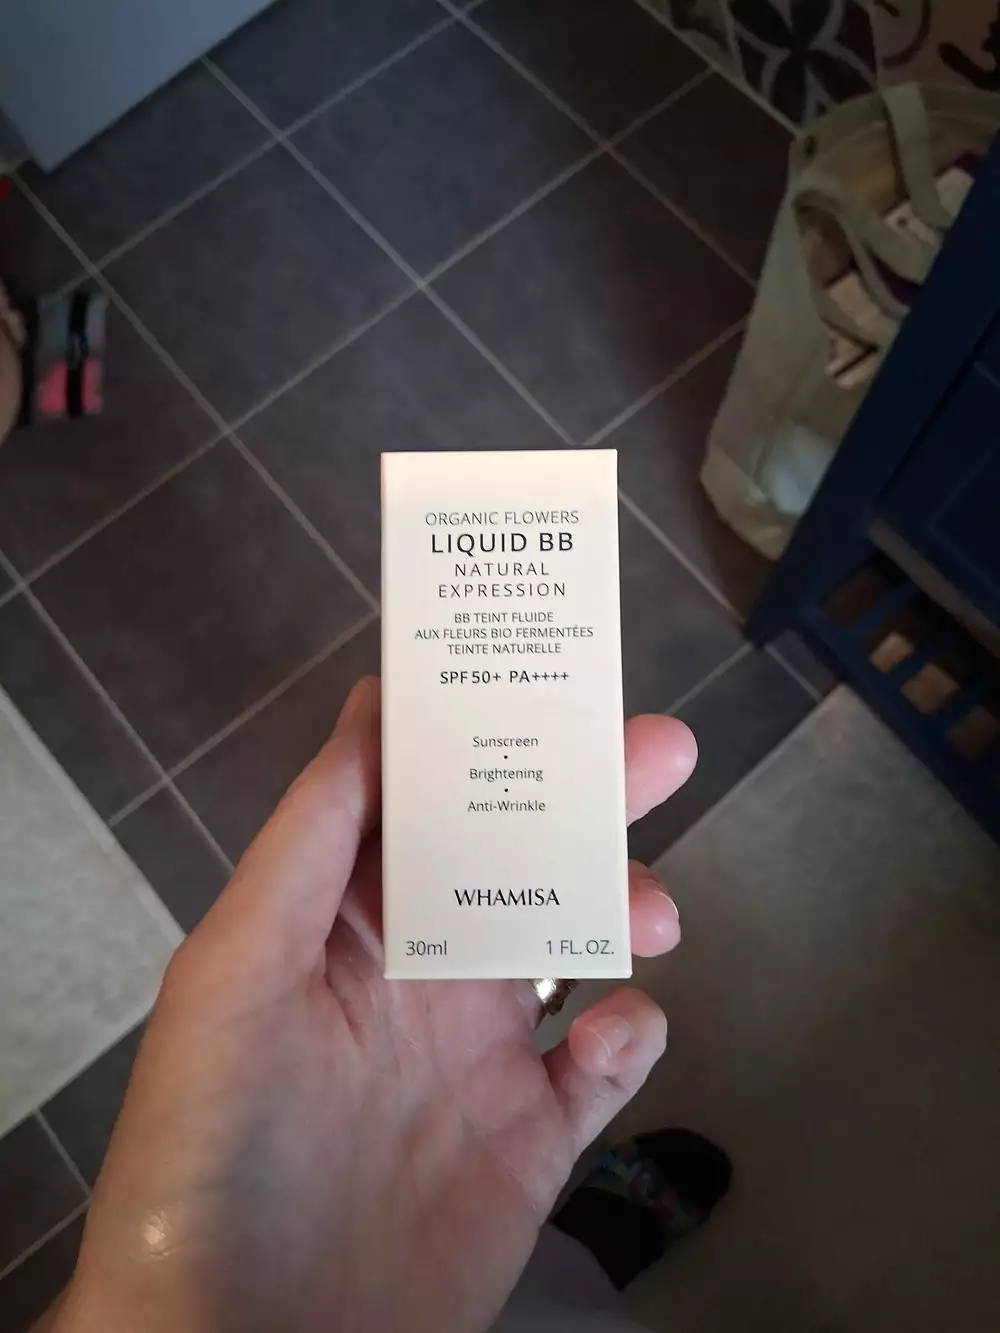 ORGANIC FLOWERS
LIQUID BB
NATURAL
EXPRESSION
BB TEINT FLUIDE
AUX FLEURS BIO FERMENTÉES
TEINTE NATURELLE
SPF 50+ PA++++
Sunscreen
•
Brightening
•
Anti-Wrinkle
WHAMISA
30ml 1 FL. OZ.